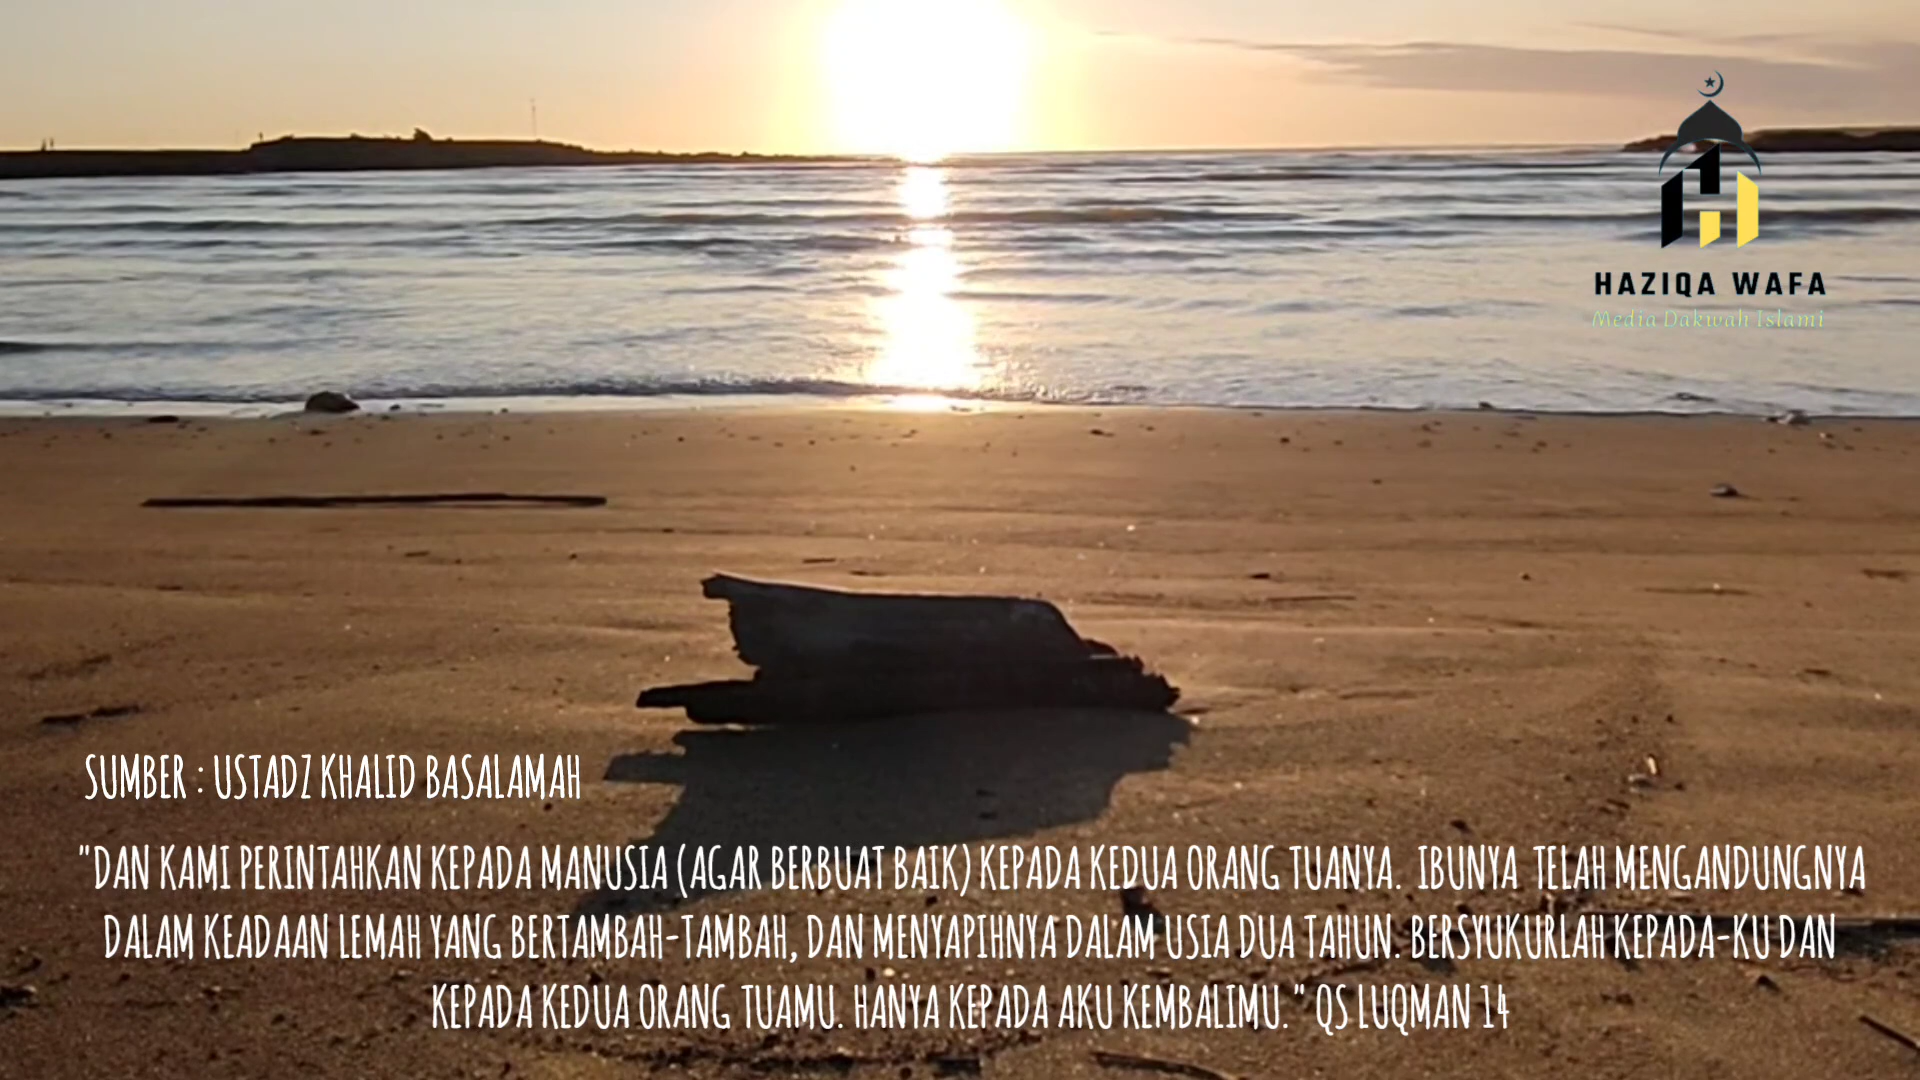 HAZIQA WAFA
Media Dakwah Islami
SUMBER : USTADZ KHALID BASALAMAH
"DAN KAMI PERINTAHKAN KEPADA MANUSIA (AGAR BERBUAT BAIK) KEPADA KEDUA ORANG TUANYA. IBUNYA TELAH MENGANDUNGNYA
DALAM KEADAAN LEMAH YANG BERTAMBAH-TAMBAH, DAN MENYAPIHNYA DALAM USIA DUA TAHUN. BERSYUKURLAH KEPADA-KU DAN
KEPADA KEDUA ORANG TUAMU. HANYA KEPADA AKU KEMBALIMU." QS LUQMAN 14